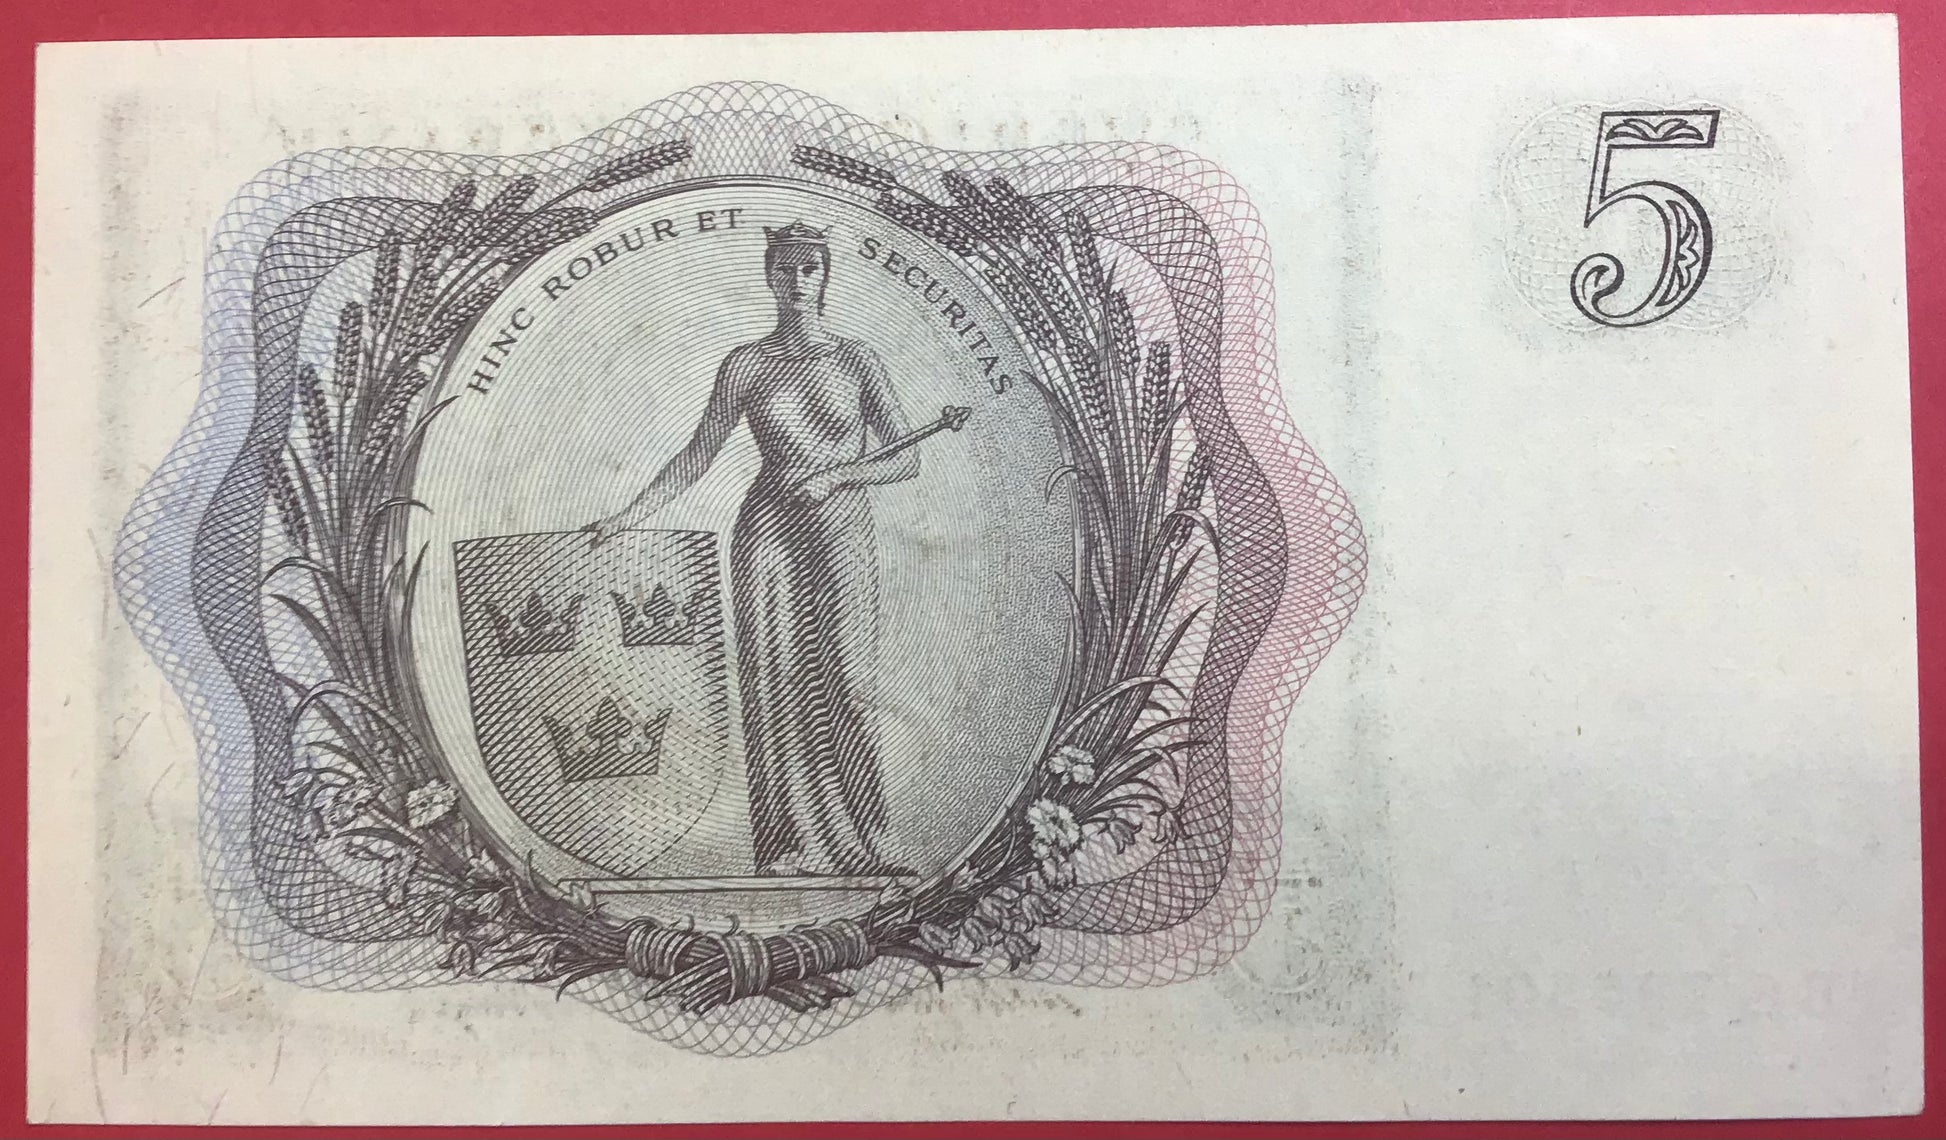 HINC ROBUR ET SECURITAS
5